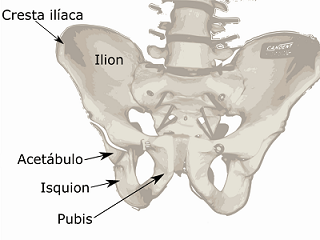 Cresta ilíaca
Ilion
Acetábulo
Isquion
Pubis